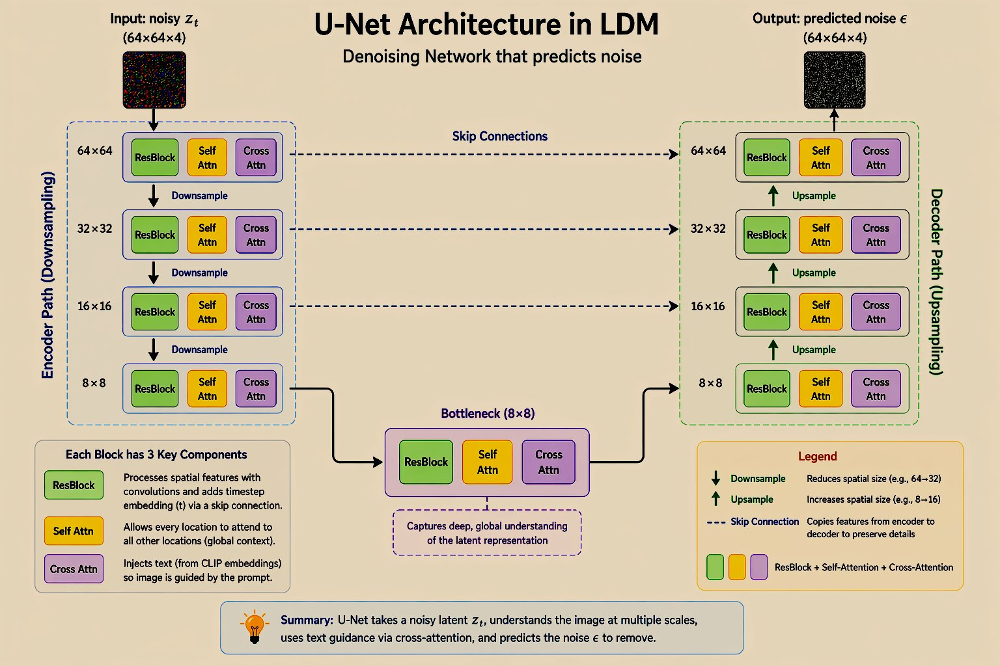 U-Net Architecture in LDM
Denoising Network that predicts noise
Input: noisy z_t
(64×64×4)
Output: predicted noise ϵ
(64×64×4)
Encoder Path (Downsampling)
64×64
ResBlock
Self
Attn
Cross
Attn
Downsample
32×32
ResBlock
Self
Attn
Cross
Attn
Downsample
16×16
ResBlock
Self
Attn
Cross
Attn
Downsample
8×8
ResBlock
Self
Attn
Cross
Attn
Skip Connections
Bottleneck (8×8)
ResBlock
Self
Attn
Cross
Attn
Captures deep, global understanding
of the latent representation
64×64
ResBlock
Self
Attn
Cross
Attn
Upsample
32×32
ResBlock
Self
Attn
Cross
Attn
Upsample
16×16
ResBlock
Self
Attn
Cross
Attn
Upsample
8×8
ResBlock
Self
Attn
Cross
Attn
Decoder Path (Upsampling)
Each Block has 3 Key Components
ResBlock
Processes spatial features with
convolutions and adds timestep
embedding (t) via a skip connection.
Self Attn
Allows every location to attend to
all other locations (global context).
Cross Attn
Injects text (from CLIP embeddings)
so image is guided by the prompt.
Legend
Downsample Reduces spatial size (e.g., 64→32)
Upsample Increases spatial size (e.g., 8→16)
Skip Connection Copies features from encoder to
decoder to preserve details
ResBlock + Self-Attention + Cross-Attention
Summary: U-Net takes a noisy latent z_t, understands the image at multiple scales,
uses text guidance via cross-attention, and predicts the noise ϵ to remove.